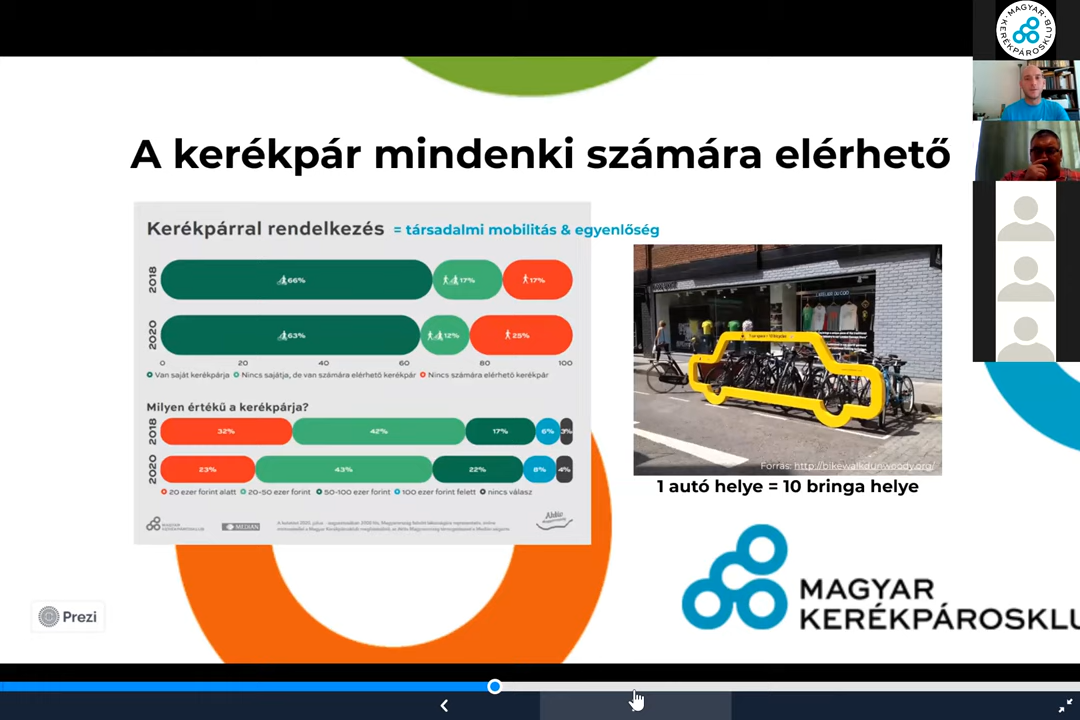 MAGYAR KERÉKPÁROSKLUB
A kerékpár mindenki számára elérhető
Kerékpárral rendelkezés = társadalmi mobilitás & egyenlőség
2018 66% 17% 17%
2020 63% 12% 25%
0 20 40 60 80 100
Van saját kerékpárja Nincs sajátja, de van számára elérhető kerékpár Nincs számára elérhető kerékpár
Milyen értékű a kerékpárja?
2018 32% 42% 17% 6% 3%
2020 23% 43% 22% 8% 4%
20 ezer forint alatt 20-50 ezer forint 50-100 ezer forint 100 ezer forint felett nincs válasz
MAGYAR
KERÉKPÁROSKLUB
MEDIÁN
Forrás: http://bikewalkdunwoody.org/
1 autó helye = 10 bringa helye
Prezi
MAGYAR
KERÉKPÁROSKLU